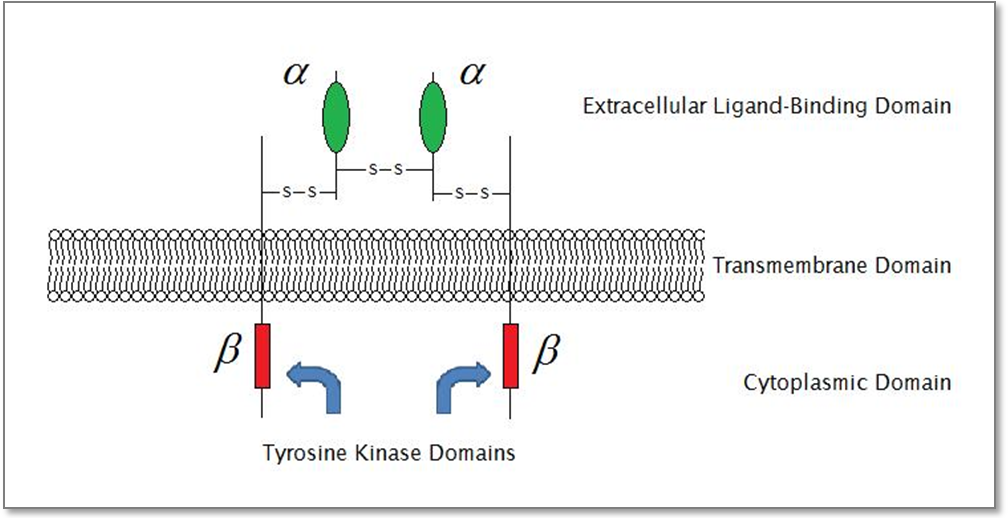 α
α
Extracellular Ligand-Binding Domain
S-S
S-S
S-S
Transmembrane Domain
β
β
Cytoplasmic Domain
Tyrosine Kinase Domains